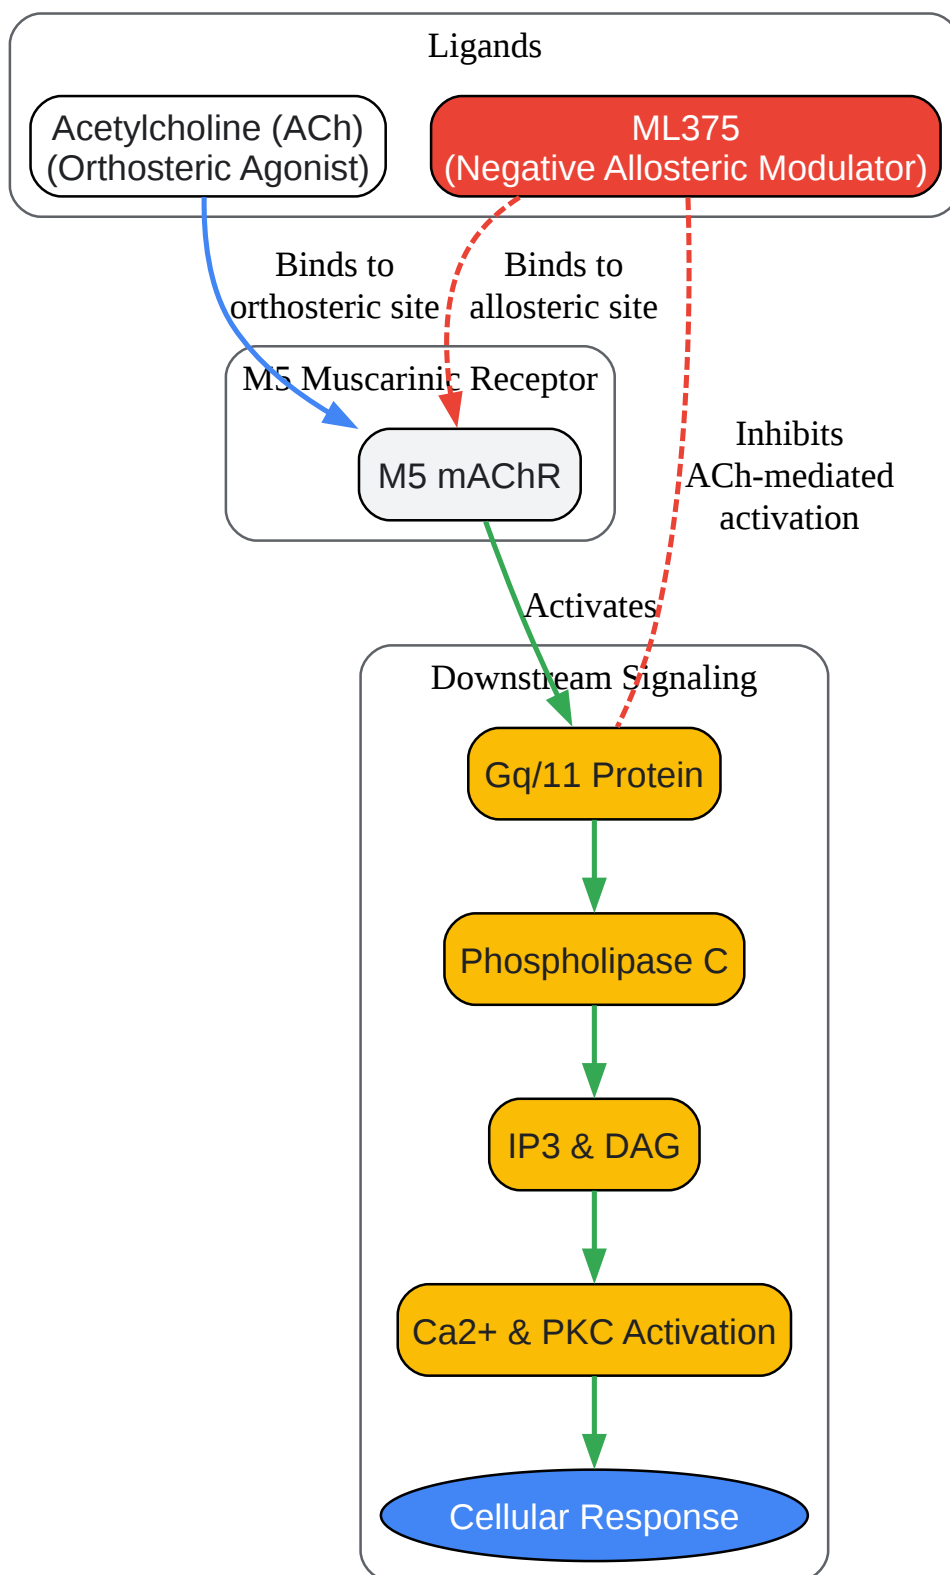 Ligands
Acetylcholine (ACh)
(Orthosteric Agonist)
ML375
(Negative Allosteric Modulator)
Binds to
orthosteric site
Binds to
allosteric site
M5 Muscarinic Receptor
M5 mAChR
Inhibits
ACh-mediated
activation
Activates
Downstream Signaling
Gq/11 Protein
Phospholipase C
IP3 & DAG
Ca2+ & PKC Activation
Cellular Response